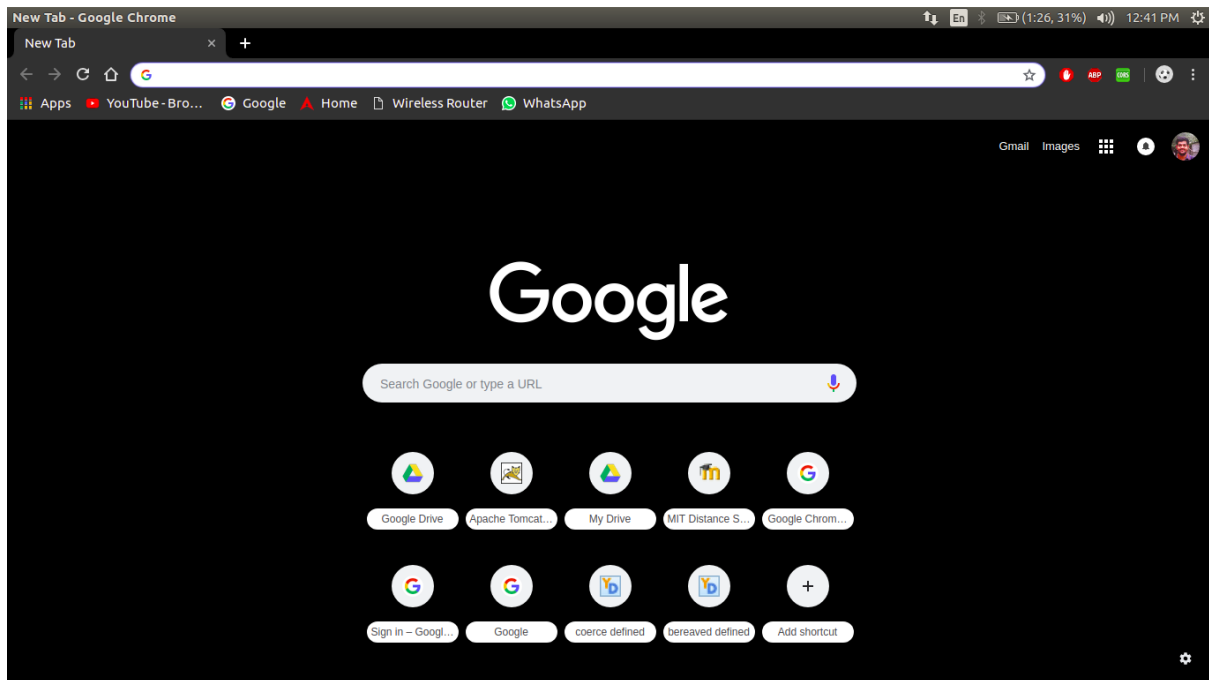 New Tab - Google Chrome En (1:26, 31%) 12:41 PM
New Tab × +
G ABP CORS
Apps YouTube - Bro... Google Home Wireless Router WhatsApp
Gmail Images
Google
Search Google or type a URL
Google Drive Apache Tomcat... My Drive MIT Distance S... Google Chrom...
Sign in – Googl... Google coerce defined bereaved defined Add shortcut